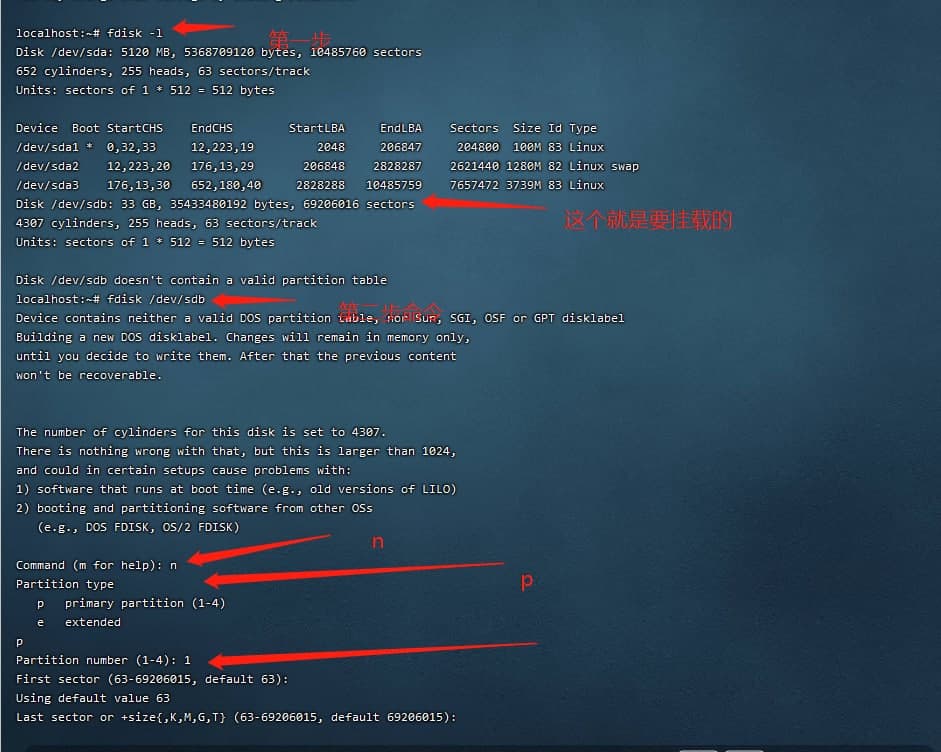 localhost:~# fdisk -l
第一步
Disk /dev/sda: 5120 MB, 5368709120 bytes, 10485760 sectors
652 cylinders, 255 heads, 63 sectors/track
Units: sectors of 1 * 512 = 512 bytes
Device  Boot StartCHS    EndCHS        StartLBA     EndLBA    Sectors  Size Id Type
/dev/sda1 *  0,32,33     12,223,19         2048     206847     204800  100M 83 Linux
/dev/sda2    12,223,20   176,13,29       206848    2828287    2621440 1280M 82 Linux swap
/dev/sda3    176,13,30   652,180,40     2828288   10485759    7657472 3739M 83 Linux
Disk /dev/sdb: 33 GB, 35433480192 bytes, 69206016 sectors
这个就是要挂载的
4307 cylinders, 255 heads, 63 sectors/track
Units: sectors of 1 * 512 = 512 bytes
Disk /dev/sdb doesn't contain a valid partition table
localhost:~# fdisk /dev/sdb
第二步命令
Device contains neither a valid DOS partition table, nor Sun, SGI, OSF or GPT disklabel
Building a new DOS disklabel. Changes will remain in memory only,
until you decide to write them. After that the previous content
won't be recoverable.
The number of cylinders for this disk is set to 4307.
There is nothing wrong with that, but this is larger than 1024,
and could in certain setups cause problems with:
1) software that runs at boot time (e.g., old versions of LILO)
2) booting and partitioning software from other OSs
   (e.g., DOS FDISK, OS/2 FDISK)
n
Command (m for help): n
p
Partition type
   p   primary partition (1-4)
   e   extended
p
Partition number (1-4): 1
First sector (63-69206015, default 63):
Using default value 63
Last sector or +size{,K,M,G,T} (63-69206015, default 69206015):